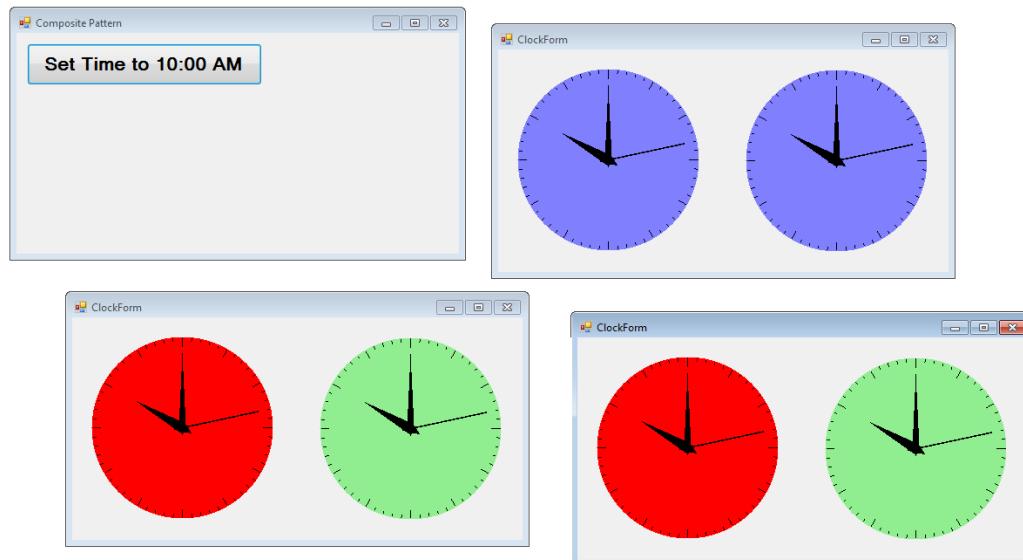 Composite Pattern
Set Time to 10:00 AM
ClockForm
ClockForm
ClockForm